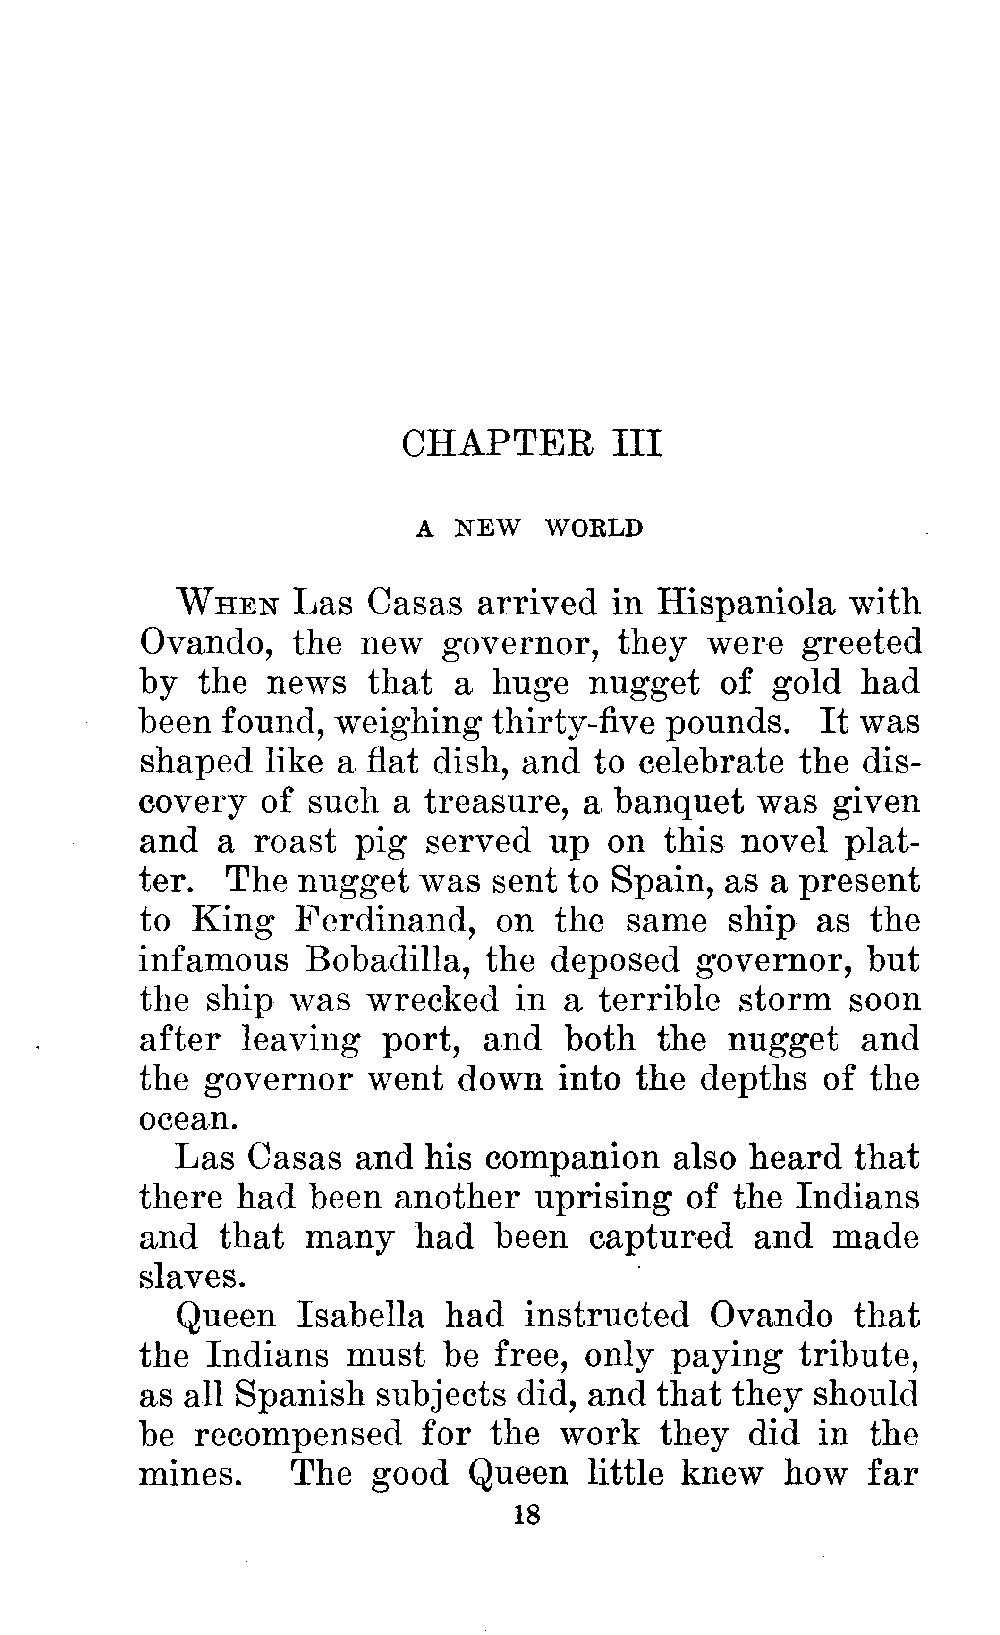 CHAPTER III
A NEW WORLD
WHEN Las Casas arrived in Hispaniola with
Ovando, the new governor, they were greeted
by the news that a huge nugget of gold had
been found, weighing thirty-five pounds. It was
shaped like a flat dish, and to celebrate the dis-
covery of such a treasure, a banquet was given
and a roast pig served up on this novel plat-
ter. The nugget was sent to Spain, as a present
to King Ferdinand, on the same ship as the
infamous Bobadilla, the deposed governor, but
the ship was wrecked in a terrible storm soon
after leaving port, and both the nugget and
the governor went down into the depths of the
ocean.
Las Casas and his companion also heard that
there had been another uprising of the Indians
and that many had been captured and made
slaves.
Queen Isabella had instructed Ovando that
the Indians must be free, only paying tribute,
as all Spanish subjects did, and that they should
be recompensed for the work they did in the
mines. The good Queen little knew how far
18